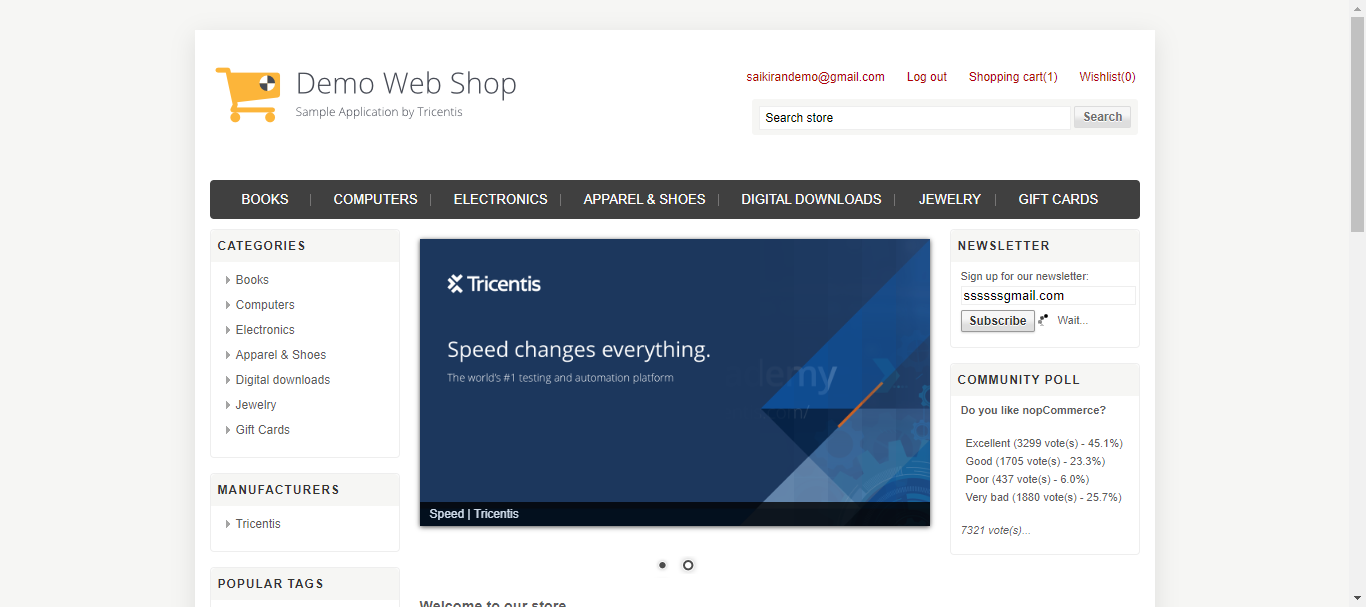 Demo Web Shop
Sample Application by Tricentis
saikirandemo@gmail.com Log out Shopping cart(1) Wishlist(0)
Search store Search
BOOKS COMPUTERS ELECTRONICS APPAREL & SHOES DIGITAL DOWNLOADS JEWELRY GIFT CARDS
CATEGORIES
Books
Computers
Electronics
Apparel & Shoes
Digital downloads
Jewelry
Gift Cards
MANUFACTURERS
Tricentis
POPULAR TAGS
Tricentis
Speed changes everything.
The world's #1 testing and automation platform
Speed | Tricentis
Welcome to our store
NEWSLETTER
Sign up for our newsletter:
ssssssgmail.com
Subscribe Wait...
COMMUNITY POLL
Do you like nopCommerce?
Excellent (3299 vote(s) - 45.1%)
Good (1705 vote(s) - 23.3%)
Poor (437 vote(s) - 6.0%)
Very bad (1880 vote(s) - 25.7%)
7321 vote(s)...